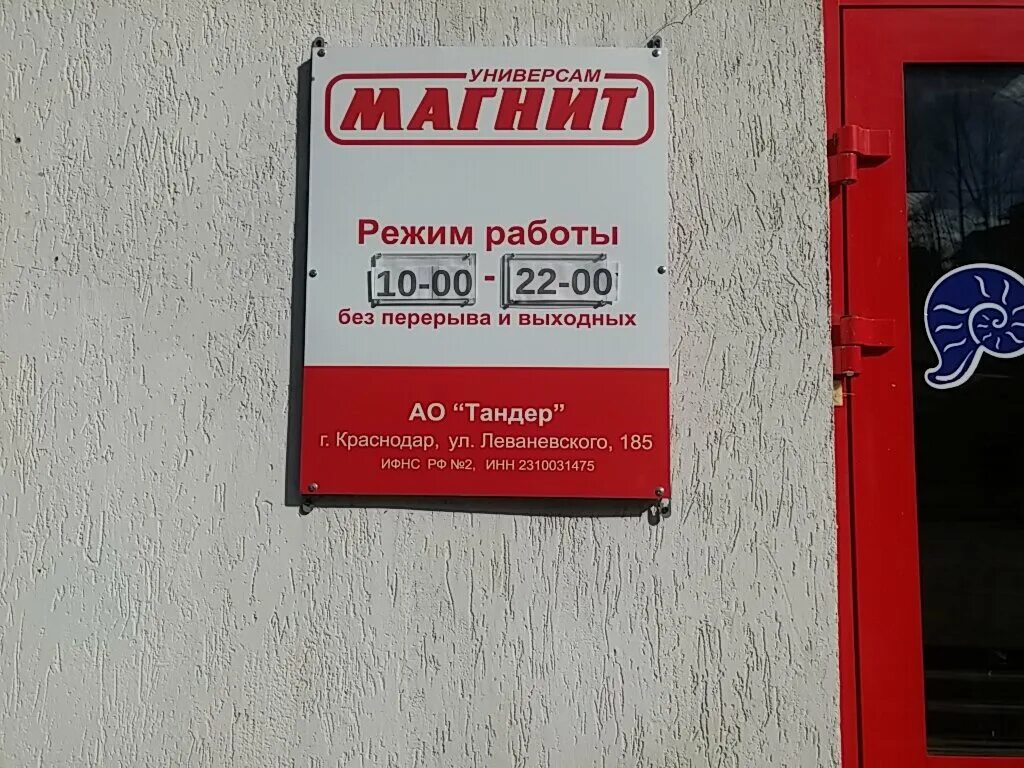 УНИВЕРСАМ
МАГНИТ
Режим работы
10-00 - 22-00
без перерыва и выходных
АО “Тандер”
г. Краснодар, ул. Леваневского, 185
ИФНС РФ №2, ИНН 2310031475